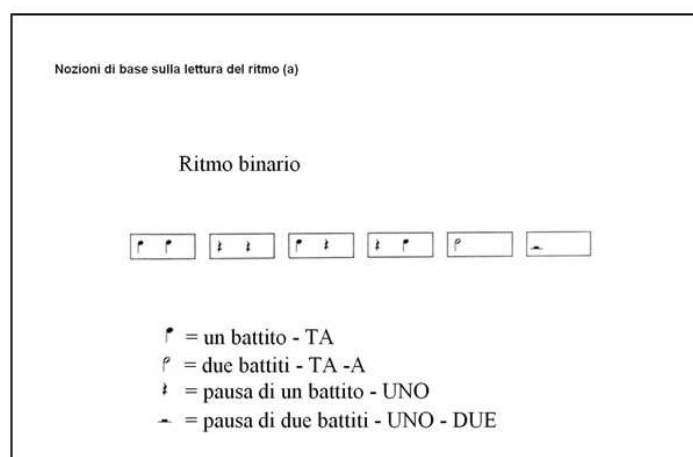 Nozioni di base sulla lettura del ritmo (a)
Ritmo binario
= un battito - TA
= due battiti - TA -A
= pausa di un battito - UNO
= pausa di due battiti - UNO - DUE